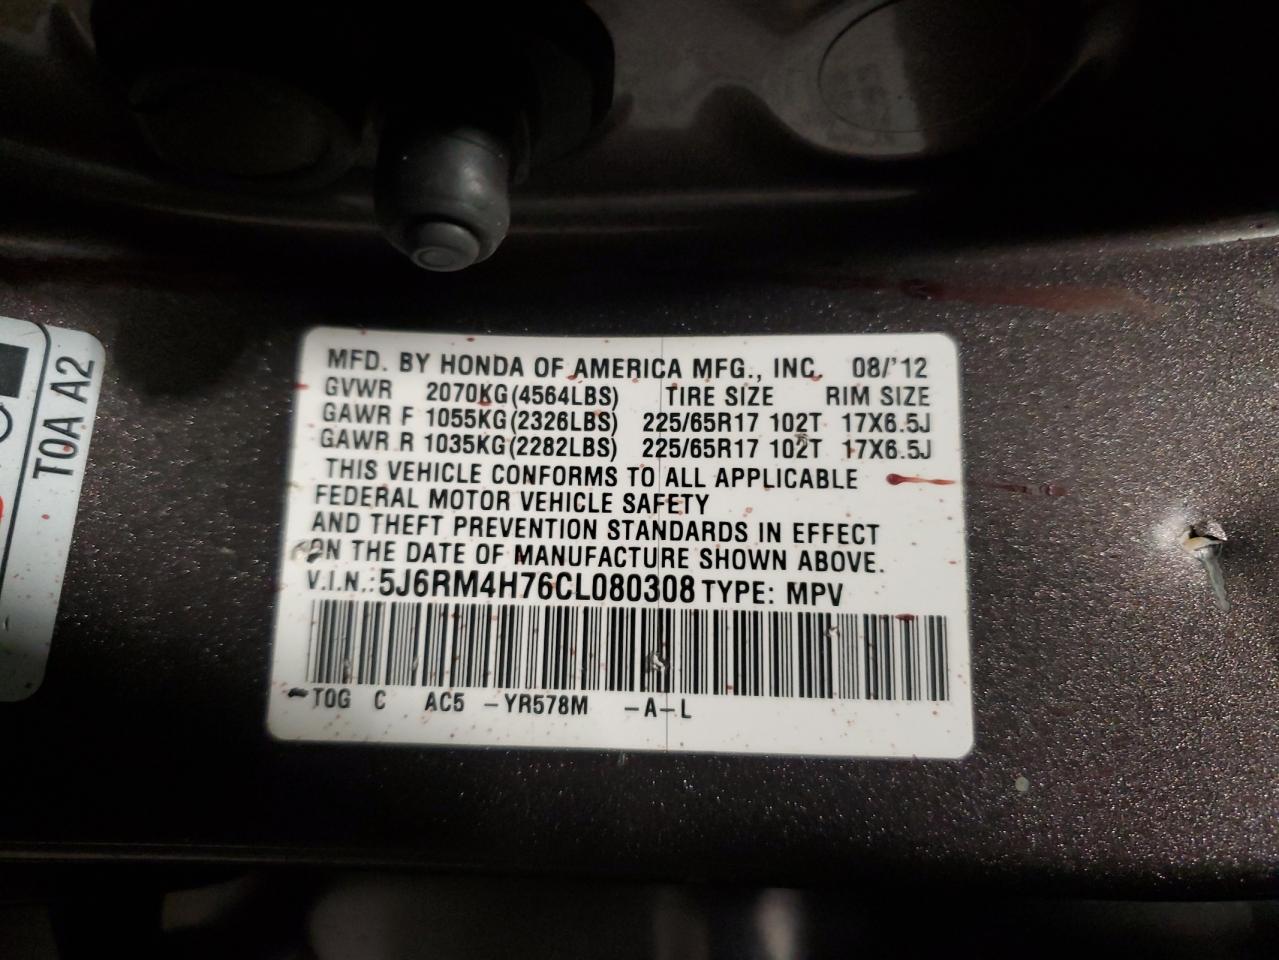 MFD. BY HONDA OF AMERICA MFG., INC. 08/'12
GVWR 2070KG(4564LBS) TIRE SIZE RIM SIZE
GAWR F 1055KG(2326LBS) 225/65R17 102T 17X6.5J
GAWR R 1035KG(2282LBS) 225/65R17 102T 17X6.5J
THIS VEHICLE CONFORMS TO ALL APPLICABLE
FEDERAL MOTOR VEHICLE SAFETY
AND THEFT PREVENTION STANDARDS IN EFFECT
ON THE DATE OF MANUFACTURE SHOWN ABOVE.
V.I.N.: 5J6RM4H76CL080308 TYPE: MPV
T0G C AC5 -YR578M -A-L
T0A A2